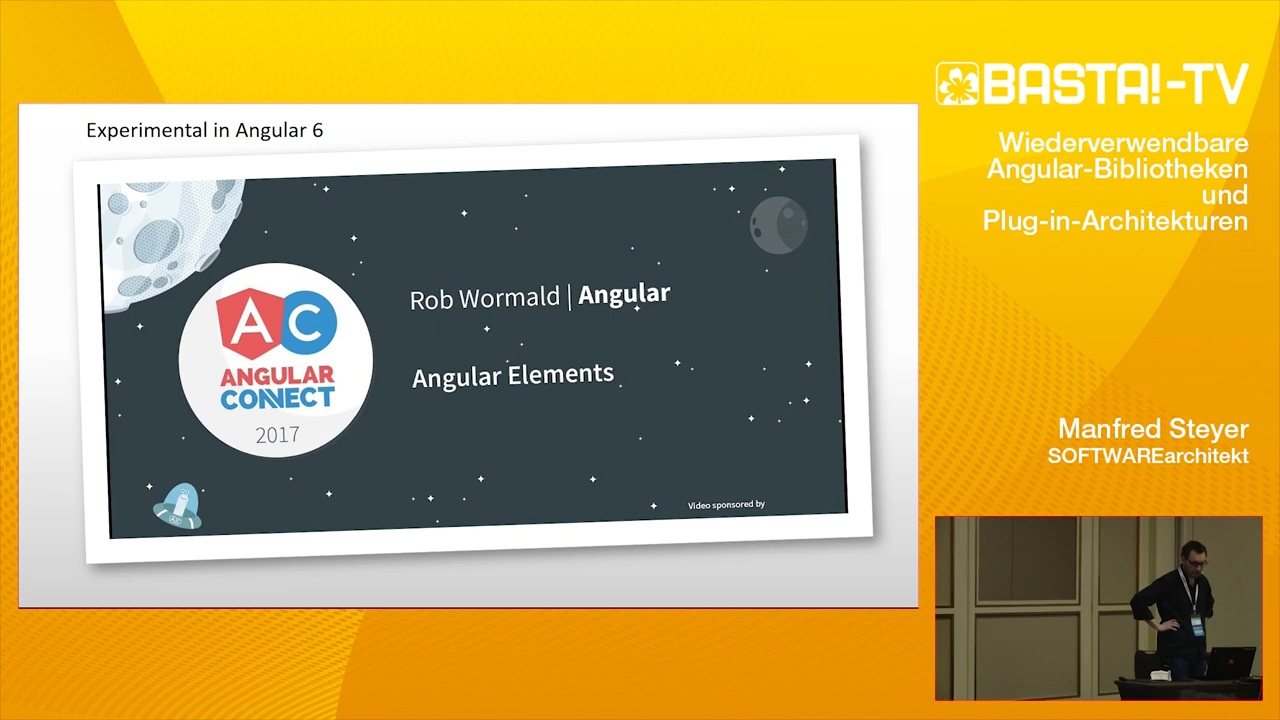 Experimental in Angular 6
Rob Wormald | Angular
Angular Elements
AC
ANGULAR
CONNECT
2017
Video sponsored by
BASTA!-TV
Wiederverwendbare
Angular-Bibliotheken
und
Plug-in-Architekturen
Manfred Steyer
SOFTWAREarchitekt